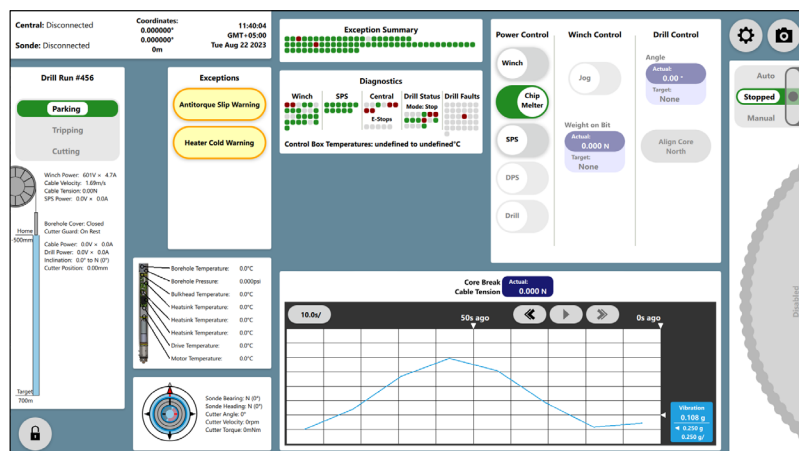 Central: Disconnected
Sonde: Disconnected
Coordinates:
0.000000°
0.000000°
0m
11:40:04
GMT+05:00
Tue Aug 22 2023
Drill Run #456
Parking
Tripping
Cutting
Winch Power: 601V × 4.7A
Cable Velocity: 1.69m/s
Cable Tension: 0.00N
SPS Power: 0.0V × 0.0A
Borehole Cover: Closed
Cutter Guard: On Rest
Home
-500mm
Cable Power: 0.0V × 0.0A
Drill Power: 0.0V × 0.0A
Inclination: 0.0° to N (0°)
Cutter Position: 0.00mm
Target
700m
Exceptions
Antitorque Slip Warning
Heater Cold Warning
Borehole Temperature: 0.0°C
Borehole Pressure: 0.000psi
Bulkhead Temperature: 0.0°C
Heatsink Temperature: 0.0°C
Heatsink Temperature: 0.0°C
Heatsink Temperature: 0.0°C
Drive Temperature: 0.0°C
Motor Temperature: 0.0°C
Sonde Bearing: N (0°)
Sonde Heading: N (0°)
Cutter Angle: 0°
Cutter Velocity: 0rpm
Cutter Torque: 0mNm
Exception Summary
Diagnostics
Winch
SPS
Central
E-Stops
Drill Status
Mode: Stop
Drill Faults
Control Box Temperatures: undefined to undefined°C
Power Control
Winch
Chip
Melter
SPS
DPS
Drill
Winch Control
Jog
Weight on Bit
Actual:
0.000 N
Target:
None
Drill Control
Angle
Actual:
0.00 °
Target:
None
Align Core
North
Core Break
Cable Tension
Actual:
0.000 N
10.0s/
50s ago
0s ago
Vibration
0.108 g
0.250 g
0.250 g/
Auto
Stopped
Manual
Disabled